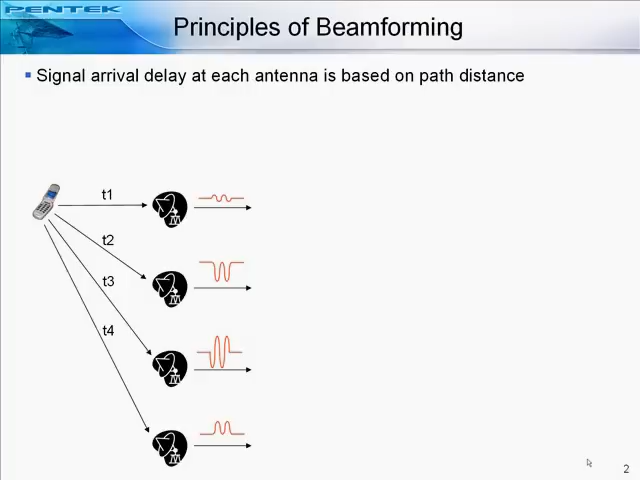 PENTEK
Principles of Beamforming
Signal arrival delay at each antenna is based on path distance
t1
t2
t3
t4
2